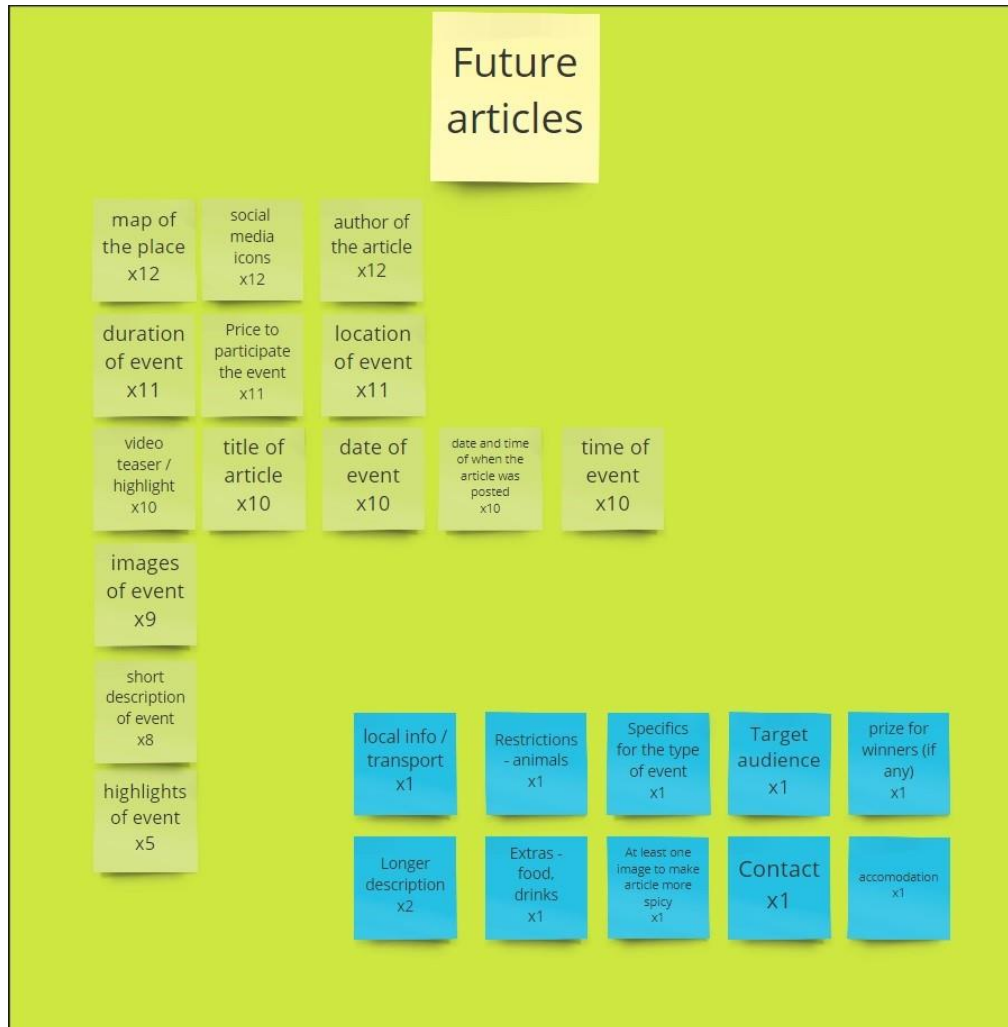 Future
articles
map of
the place
x12
social
media
icons
x12
author of
the article
x12
duration
of event
x11
Price to
participate
the event
x11
location
of event
x11
video
teaser /
highlight
x10
title of
article
x10
date of
event
x10
date and time
of when the
article was
posted
x10
time of
event
x10
images
of event
x9
short
description
of event
x8
highlights
of event
x5
local info /
transport
x1
Restrictions
- animals
x1
Specifics
for the type
of event
x1
Target
audience
x1
prize for
winners (if
any)
x1
Longer
description
x2
Extras -
food,
drinks
x1
At least one
image to make
article more
spicy
x1
Contact
x1
accomodation
x1